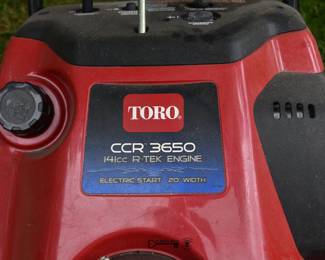 TORO
CCR 3650
141cc R·TEK ENGINE
ELECTRIC START 20" WIDTH